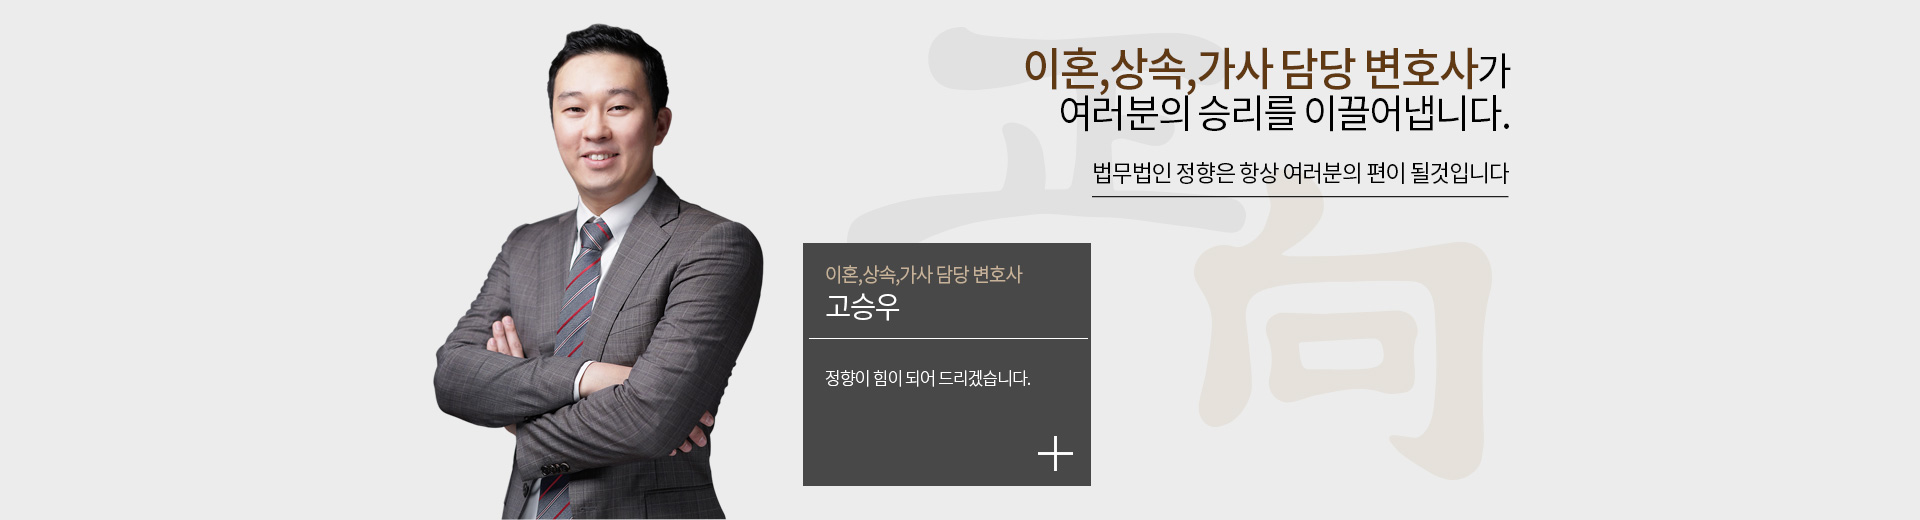 이혼,상속,가사 담당 변호사가
여러분의 승리를 이끌어냅니다.
법무법인 정향은 항상 여러분의 편이 될것입니다
正
向
이혼,상속,가사 담당 변호사
고승우
정향이 힘이 되어 드리겠습니다.